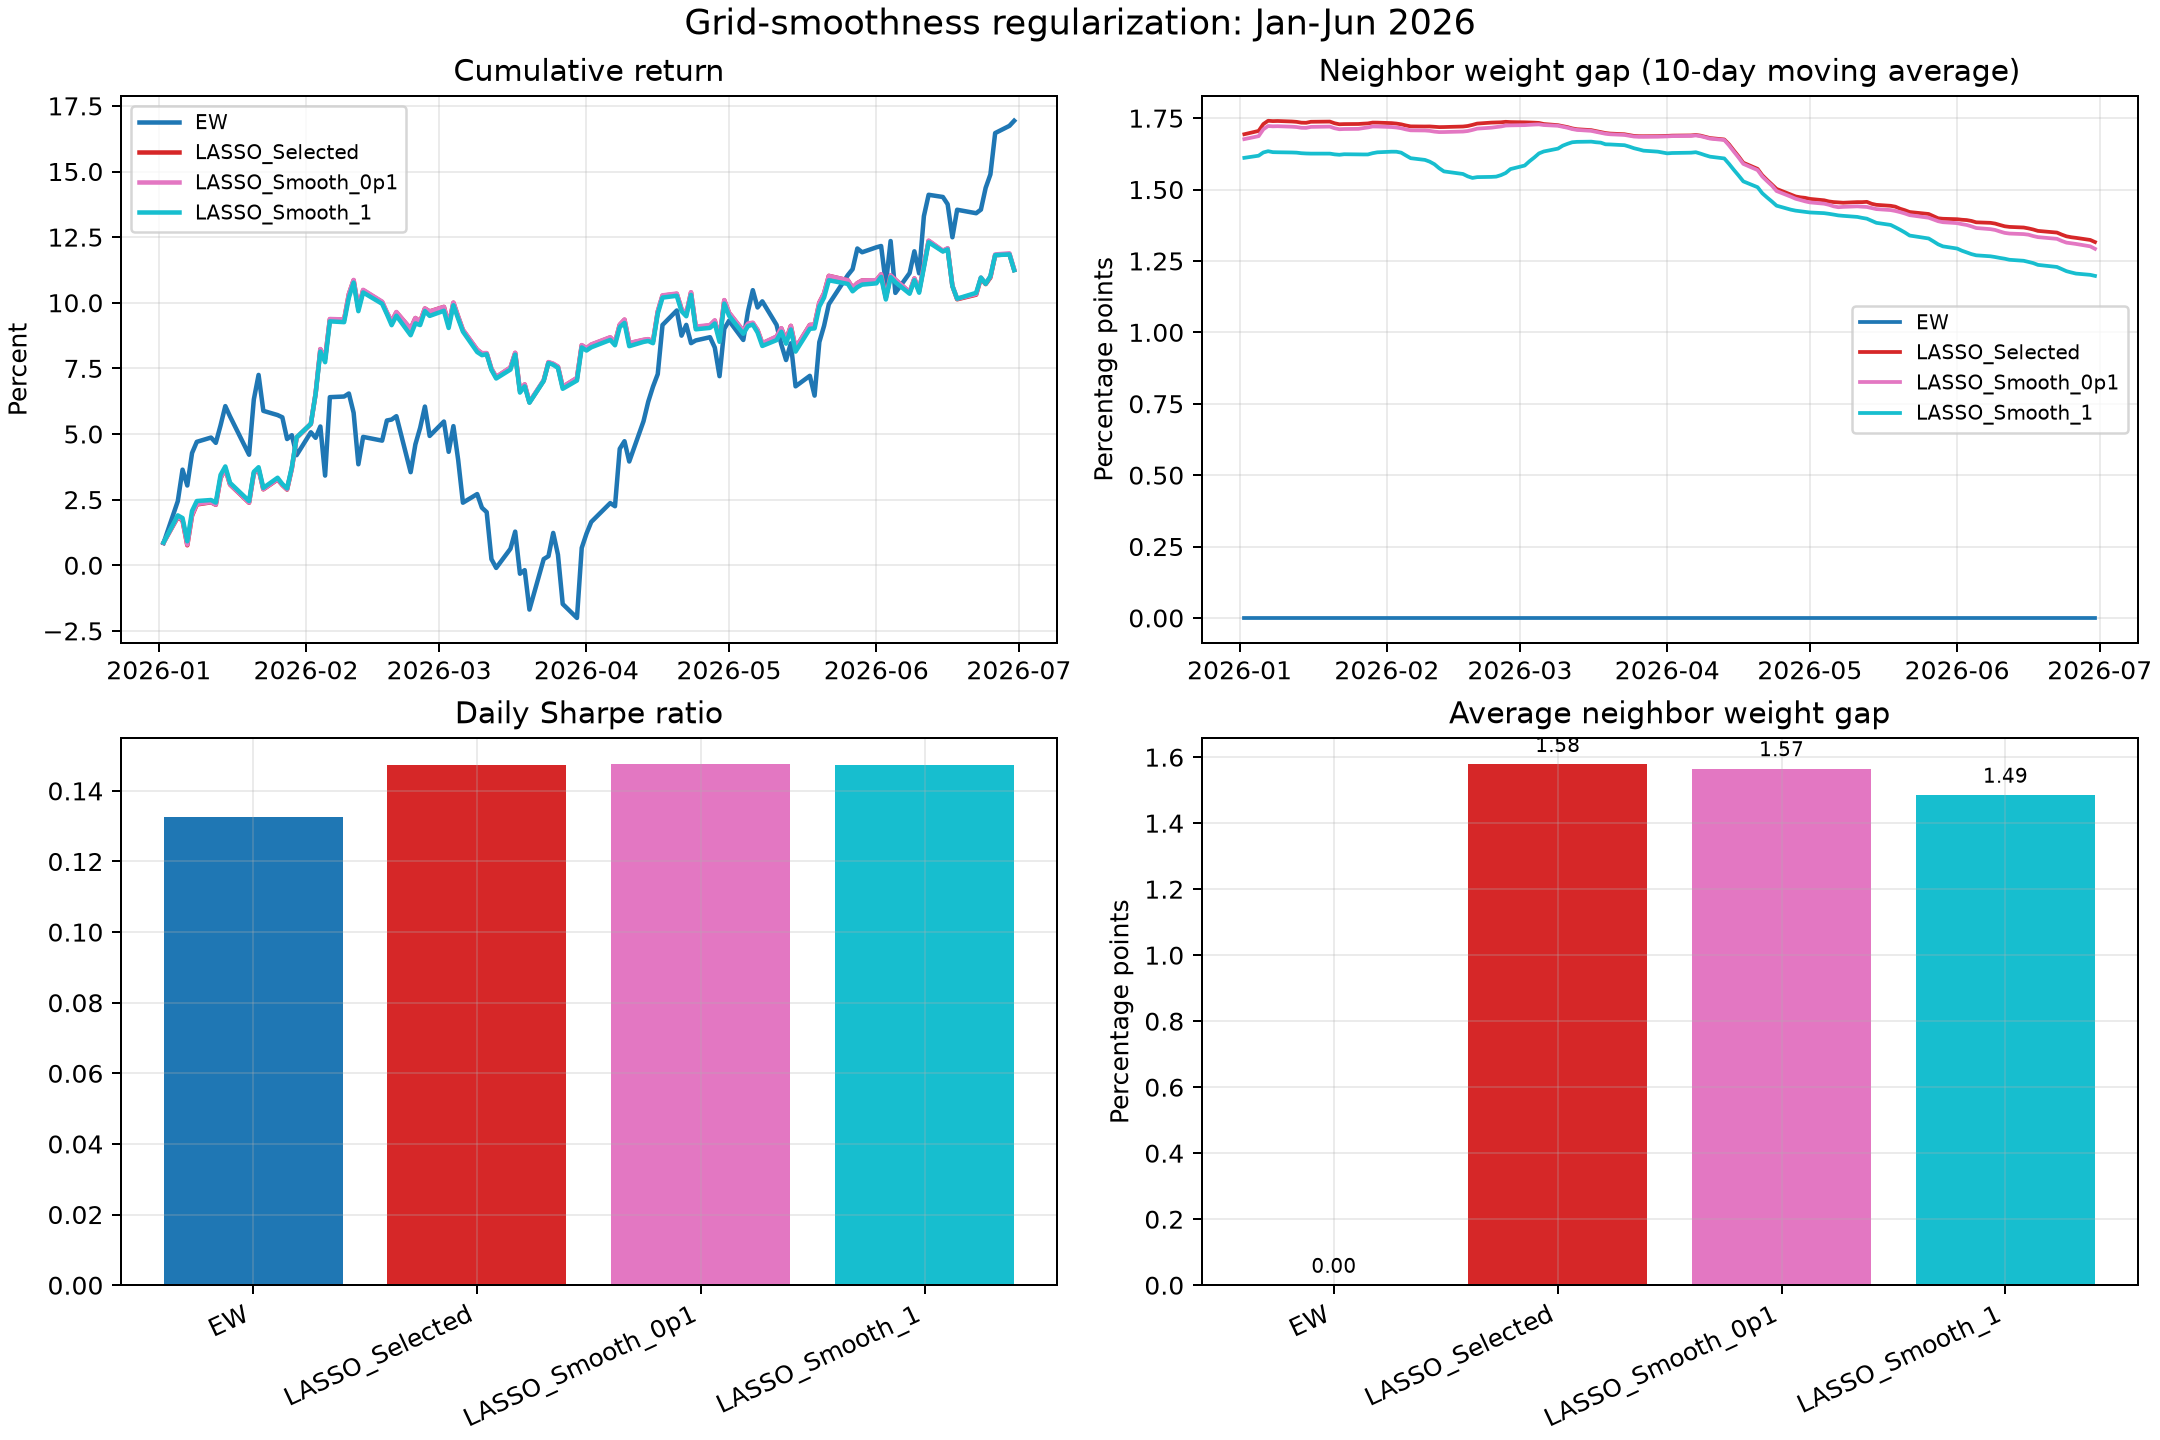 Grid-smoothness regularization: Jan-Jun 2026
Cumulative return
Percent
17.5
15.0
12.5
10.0
7.5
5.0
2.5
0.0
−2.5
EW
LASSO_Selected
LASSO_Smooth_0p1
LASSO_Smooth_1
2026-01 2026-02 2026-03 2026-04 2026-05 2026-06 2026-07
Neighbor weight gap (10-day moving average)
Percentage points
1.75
1.50
1.25
1.00
0.75
0.50
0.25
0.00
EW
LASSO_Selected
LASSO_Smooth_0p1
LASSO_Smooth_1
2026-01 2026-02 2026-03 2026-04 2026-05 2026-06 2026-07
Daily Sharpe ratio
0.14
0.12
0.10
0.08
0.06
0.04
0.02
0.00
EW
LASSO_Selected
LASSO_Smooth_0p1
LASSO_Smooth_1
Average neighbor weight gap
Percentage points
1.6
1.4
1.2
1.0
0.8
0.6
0.4
0.2
0.0
0.00
1.58
1.57
1.49
EW
LASSO_Selected
LASSO_Smooth_0p1
LASSO_Smooth_1